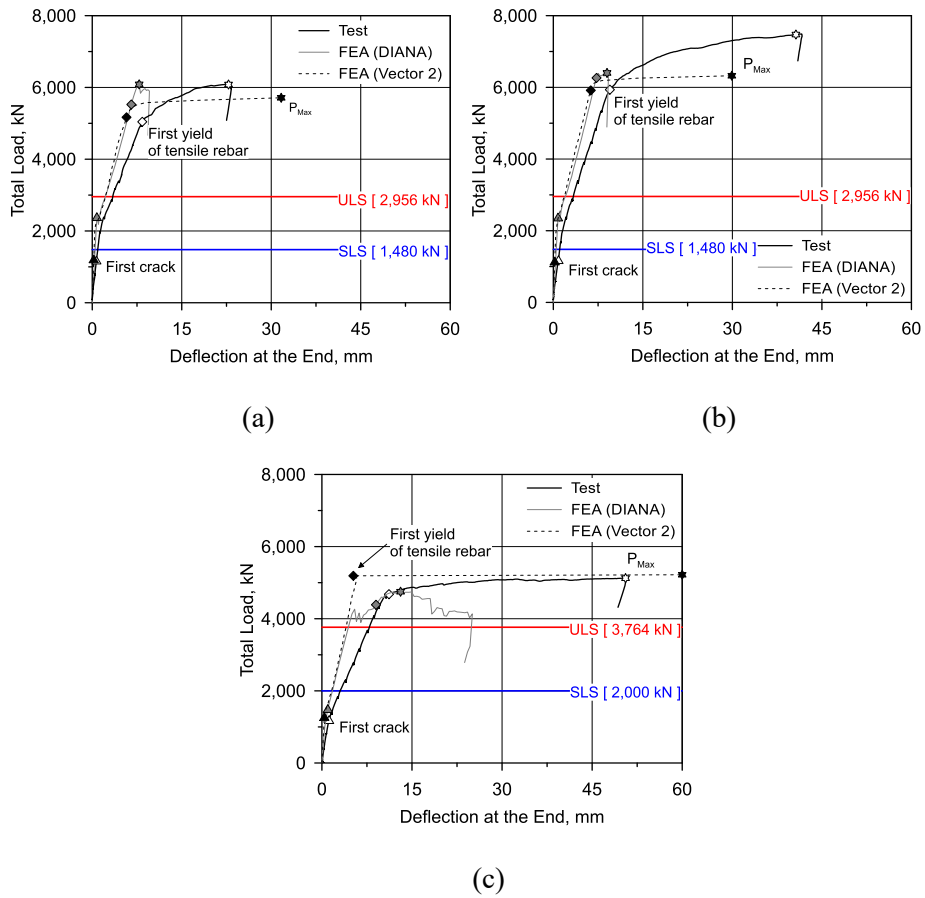 8,000
6,000
4,000
2,000
0
Total Load, kN
0 15 30 45 60
Deflection at the End, mm
Test
FEA (DIANA)
FEA (Vector 2)
PMax
First yield
of tensile rebar
ULS [ 2,956 kN ]
SLS [ 1,480 kN ]
First crack
(a)
8,000
6,000
4,000
2,000
0
Total Load, kN
0 15 30 45 60
Deflection at the End, mm
PMax
First yield
of tensile rebar
ULS [ 2,956 kN ]
SLS [ 1,480 kN ]
Test
FEA (DIANA)
FEA (Vector 2)
First crack
(b)
8,000
6,000
4,000
2,000
0
Total Load, kN
0 15 30 45 60
Deflection at the End, mm
Test
FEA (DIANA)
FEA (Vector 2)
First yield
of tensile rebar
PMax
ULS [ 3,764 kN ]
SLS [ 2,000 kN ]
First crack
(c)